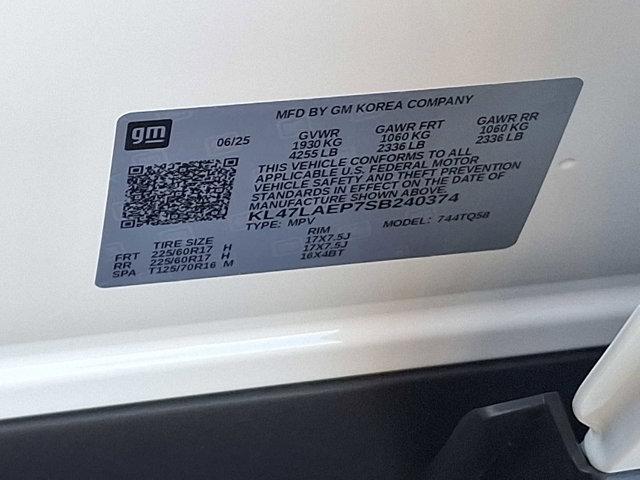 MFD BY GM KOREA COMPANY
gm
06/25
GVWR GAWR FRT GAWR RR
1930 KG 1060 KG 1060 KG
4255 LB 2336 LB 2336 LB
THIS VEHICLE CONFORMS TO ALL
APPLICABLE U.S. FEDERAL MOTOR
VEHICLE SAFETY AND THEFT PREVENTION
STANDARDS IN EFFECT ON THE DATE OF
MANUFACTURE SHOWN ABOVE.
KL47LAEP7SB240374
TYPE: MPV MODEL: 744TQ58
TIRE SIZE RIM
FRT 225/60R17 H 17X7.5J
RR 225/60R17 H 17X7.5J
SPA T125/70R16 M 16X4BT